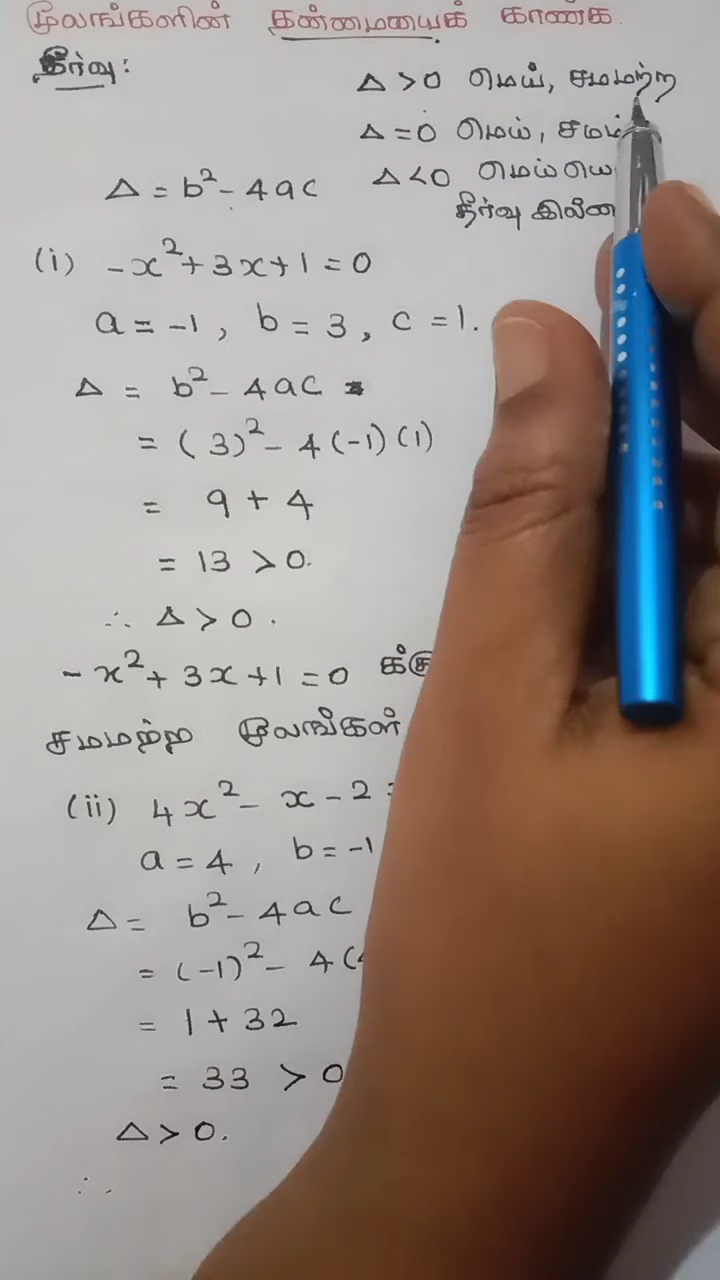 மூலங்களின் தன்மையைக் காண்க.
தீர்வு:
Δ > 0 மெய், சமமற்ற
Δ = 0 மெய், சமம்
Δ < 0 மெய்
தீர்வு
Δ = b² - 4ac
(i) -x² + 3x + 1 = 0
a = -1, b = 3, c = 1.
Δ = b² - 4ac
= (3)² - 4(-1)(1)
= 9 + 4
= 13 > 0.
∴ Δ > 0.
-x² + 3x + 1 = 0
சமமற்ற மூலங்கள்
(ii) 4x² - x - 2 =
a = 4, b = -1
Δ = b² - 4ac
= (-1)² - 4(
= 1 + 32
= 33 > 0
Δ > 0.
∴